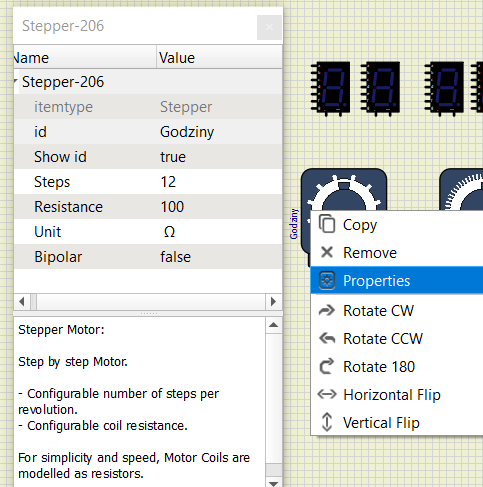 Stepper-206
Name Value
Stepper-206
itemtype Stepper
id Godziny
Show id true
Steps 12
Resistance 100
Unit Ω
Bipolar false
Stepper Motor:
Step by step Motor.
- Configurable number of steps per
revolution.
- Configurable coil resistance.
For simplicity and speed, Motor Coils are
modelled as resistors.
Godziny
Copy
Remove
Properties
Rotate CW
Rotate CCW
Rotate 180
Horizontal Flip
Vertical Flip